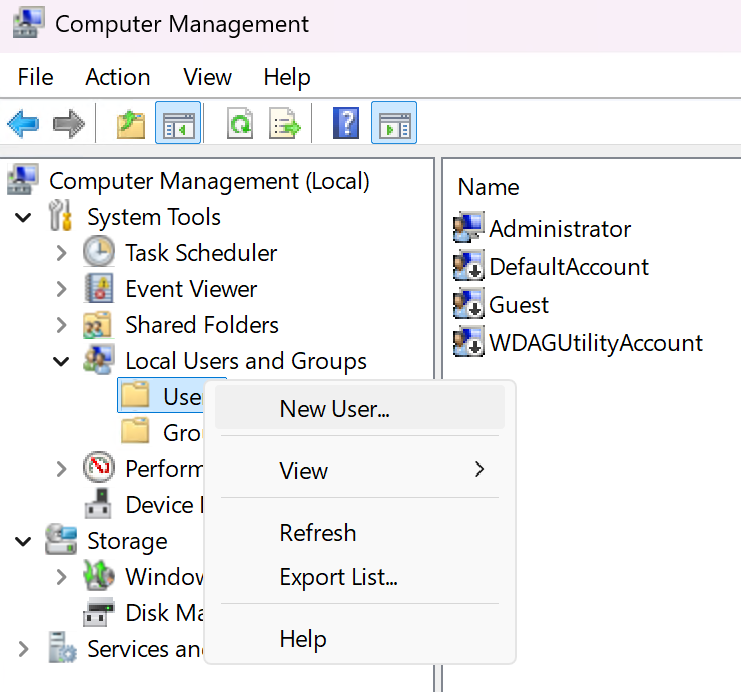 Computer Management
File Action View Help
Computer Management (Local)
System Tools
Task Scheduler
Event Viewer
Shared Folders
Local Users and Groups
Use
Gro
Perform
Device
Storage
Window
Disk Ma
Services an
Name
Administrator
DefaultAccount
Guest
WDAGUtilityAccount
New User...
View
Refresh
Export List...
Help